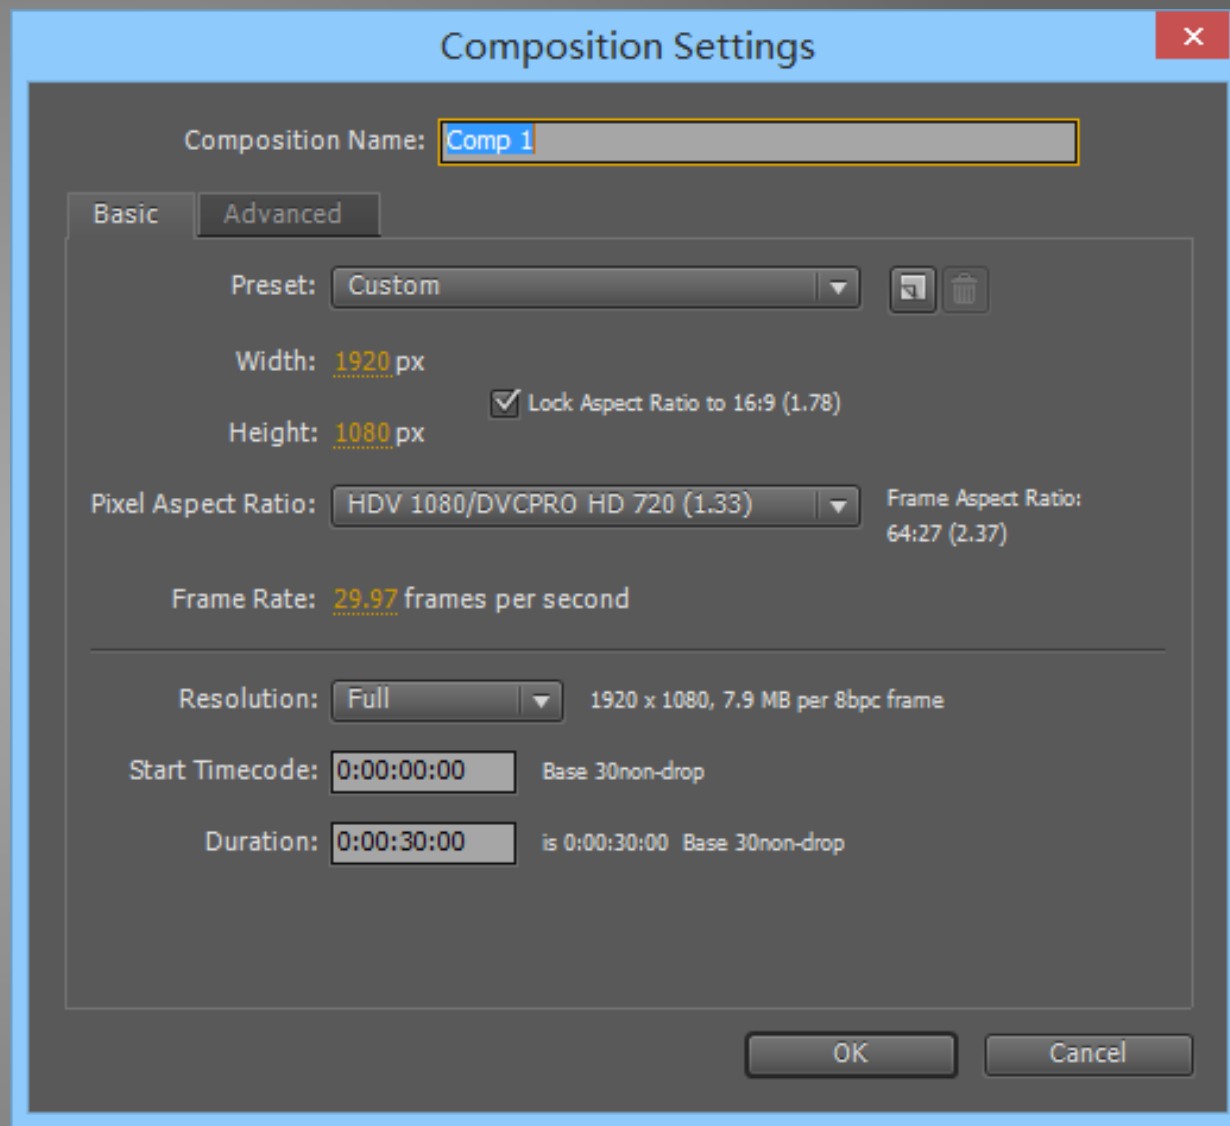 Composition Settings
Composition Name: Comp 1
Basic Advanced
Preset: Custom
Width: 1920 px
Lock Aspect Ratio to 16:9 (1.78)
Height: 1080 px
Pixel Aspect Ratio: HDV 1080/DVCPRO HD 720 (1.33) Frame Aspect Ratio:
64:27 (2.37)
Frame Rate: 29.97 frames per second
Resolution: Full 1920 x 1080, 7.9 MB per 8bpc frame
Start Timecode: 0:00:00:00 Base 30non-drop
Duration: 0:00:30:00 is 0:00:30:00 Base 30non-drop
OK Cancel